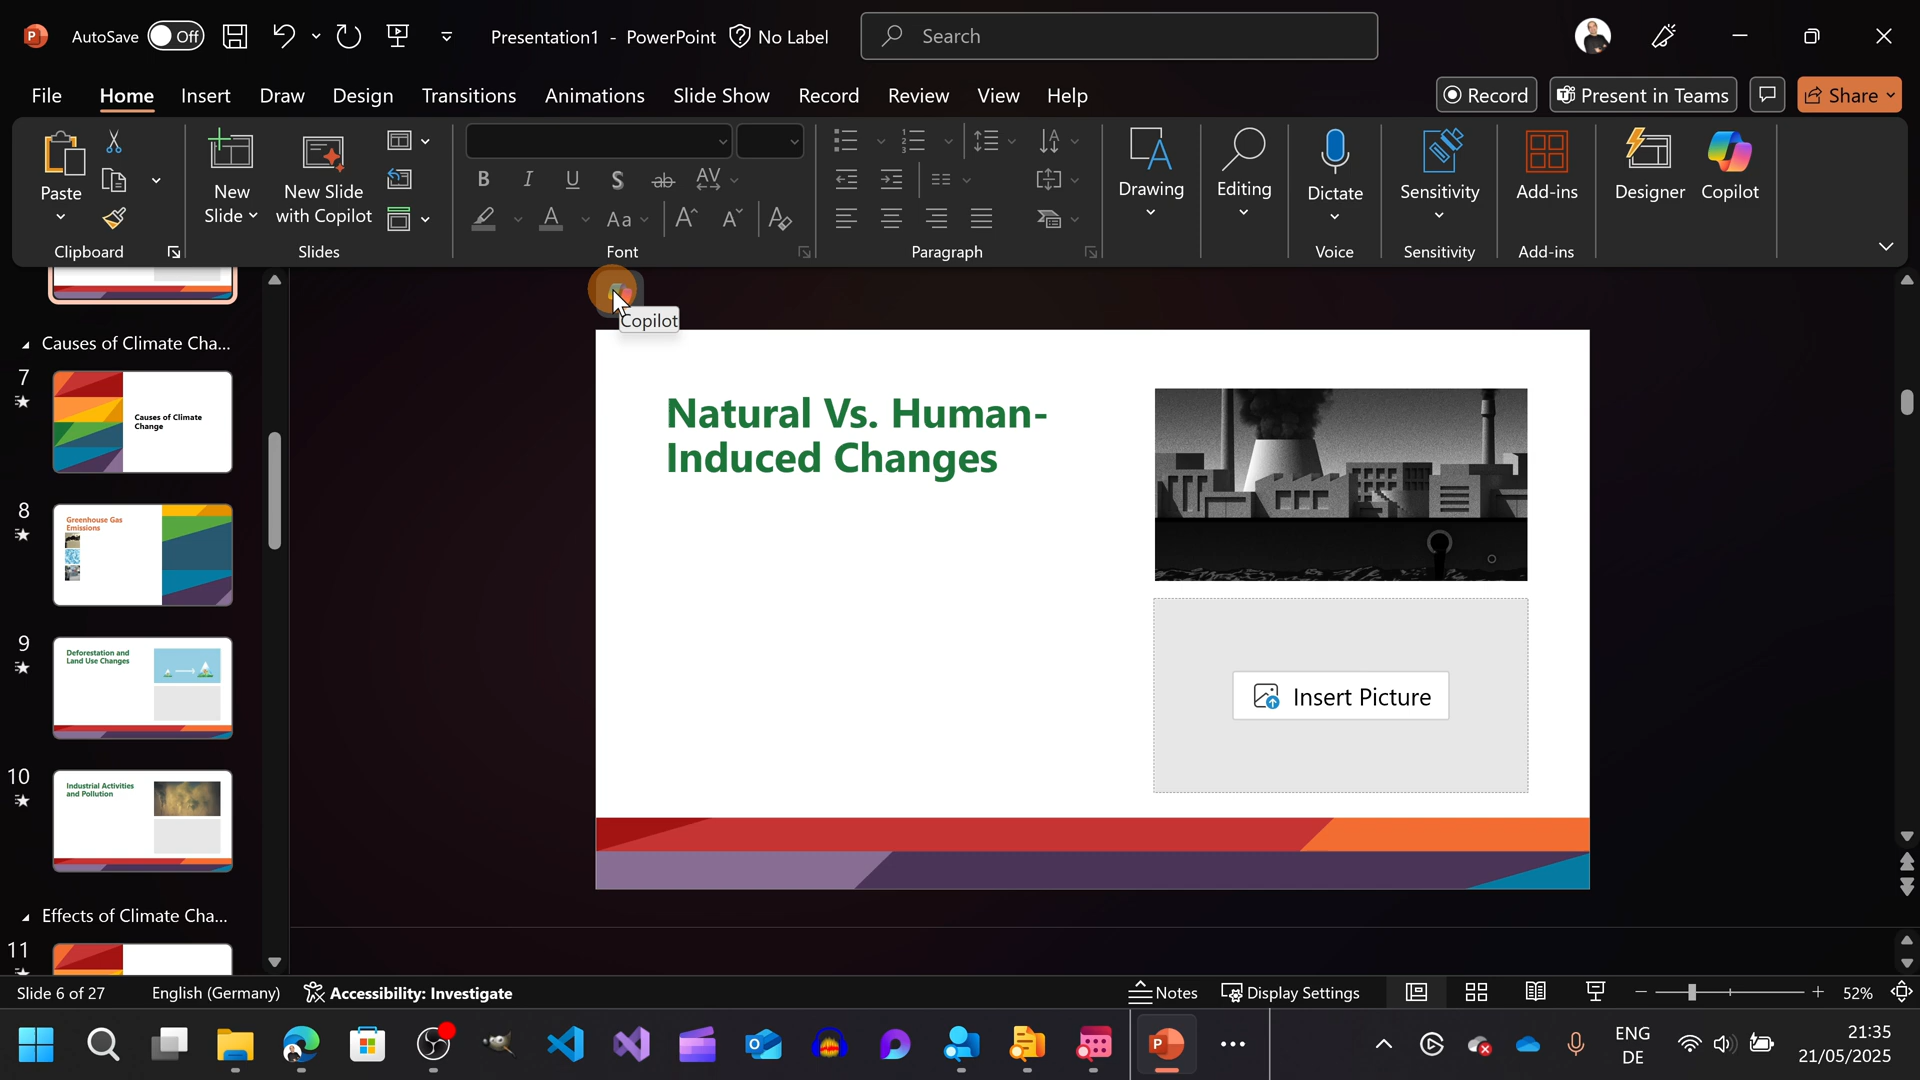 AutoSave Off
Presentation1 - PowerPoint No Label
Search
File Home Insert Draw Design Transitions Animations Slide Show Record Review View Help
Record Present in Teams Share
Paste
New
Slide
New Slide
with Copilot
B I U S ab AV
Aa A A
Drawing
Editing
Dictate
Sensitivity
Add-ins
Designer
Copilot
Clipboard Slides Font Paragraph Voice Sensitivity Add-ins
Copilot
Causes of Climate Cha...
7
Causes of Climate
Change
8
Greenhouse Gas
Emissions
9
Deforestation and
Land Use Changes
10
Industrial Activities
and Pollution
Effects of Climate Cha...
11
Natural Vs. Human-
Induced Changes
Insert Picture
Slide 6 of 27 English (Germany) Accessibility: Investigate Notes Display Settings 52%
ENG
DE
21:35
21/05/2025